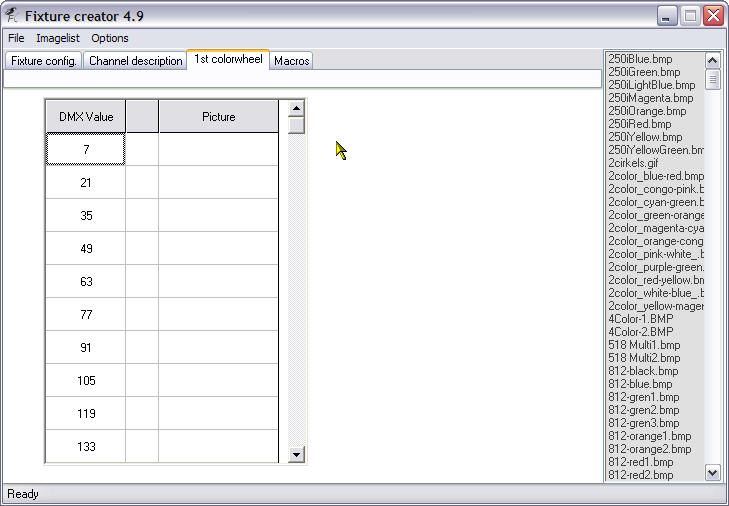 Fixture creator 4.9
File Imagelist Options
Fixture config. Channel description 1st colorwheel Macros
DMX Value Picture
7
21
35
49
63
77
91
105
119
133
250iBlue.bmp
250iGreen.bmp
250iLightBlue.bmp
250iMagenta.bmp
250iOrange.bmp
250iRed.bmp
250iYellow.bmp
250iYellowGreen.bm
2cirkels.gif
2color_blue-red.bmp
2color_congo-pink.b
2color_cyan-green.b
2color_green-orange
2color_magenta-cya
2color_orange-cong
2color_pink-white_.b
2color_purple-green.
2color_red-yellow.bm
2color_white-blue_.b
2color_yellow-mager
4Color-1.BMP
4Color-2.BMP
518 Multi1.bmp
518 Multi2.bmp
812-black.bmp
812-blue.bmp
812-gren1.bmp
812-gren2.bmp
812-gren3.bmp
812-orange1.bmp
812-orange2.bmp
812-red1.bmp
812-red2.bmp
Ready